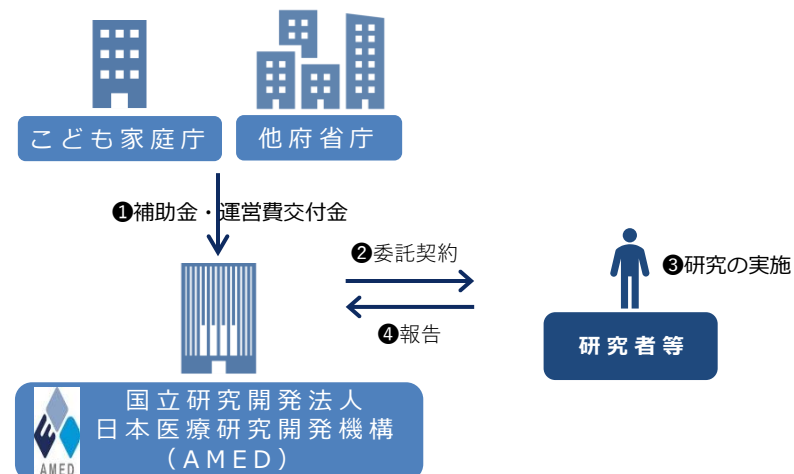 こども家庭庁
他府省庁
❶補助金・運営費交付金
❷委託契約
❸研究の実施
❹報告
研究者等
国立研究開発法人
日本医療研究開発機構
（AMED）
AMED